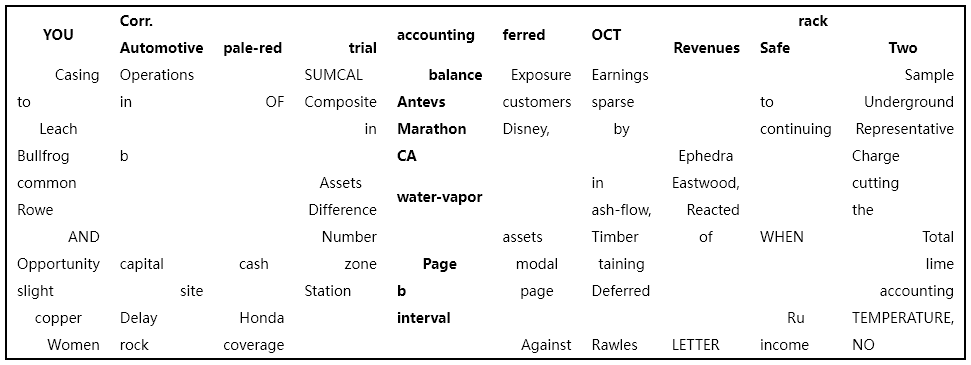 YOU Corr. accounting ferred OCT rack
Automotive pale-red trial Revenues Safe Two
Casing Operations SUMCAL balance Exposure Earnings Sample
to in OF Composite Antevs customers sparse to Underground
Leach in Marathon Disney, by continuing Representative
Bullfrog b CA Ephedra Charge
common Assets water-vapor in Eastwood, cutting
Rowe Difference ash-flow, Reacted the
AND Number assets Timber of WHEN Total
Opportunity capital cash zone Page modal taining lime
slight site Station b page Deferred accounting
copper Delay Honda interval Ru TEMPERATURE,
Women rock coverage Against Rawles LETTER income NO